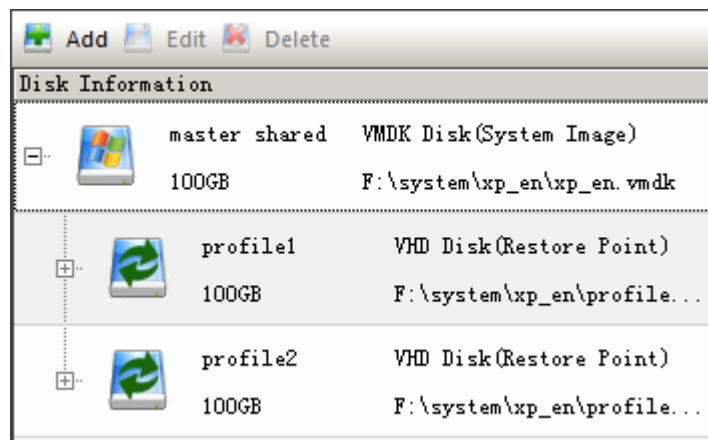 Add Edit Delete
Disk Information
master shared VMDK Disk(System Image)
100GB F:\system\xp_en\xp_en.vmdk
profile1 VHD Disk(Restore Point)
100GB F:\system\xp_en\profile...
profile2 VHD Disk(Restore Point)
100GB F:\system\xp_en\profile...